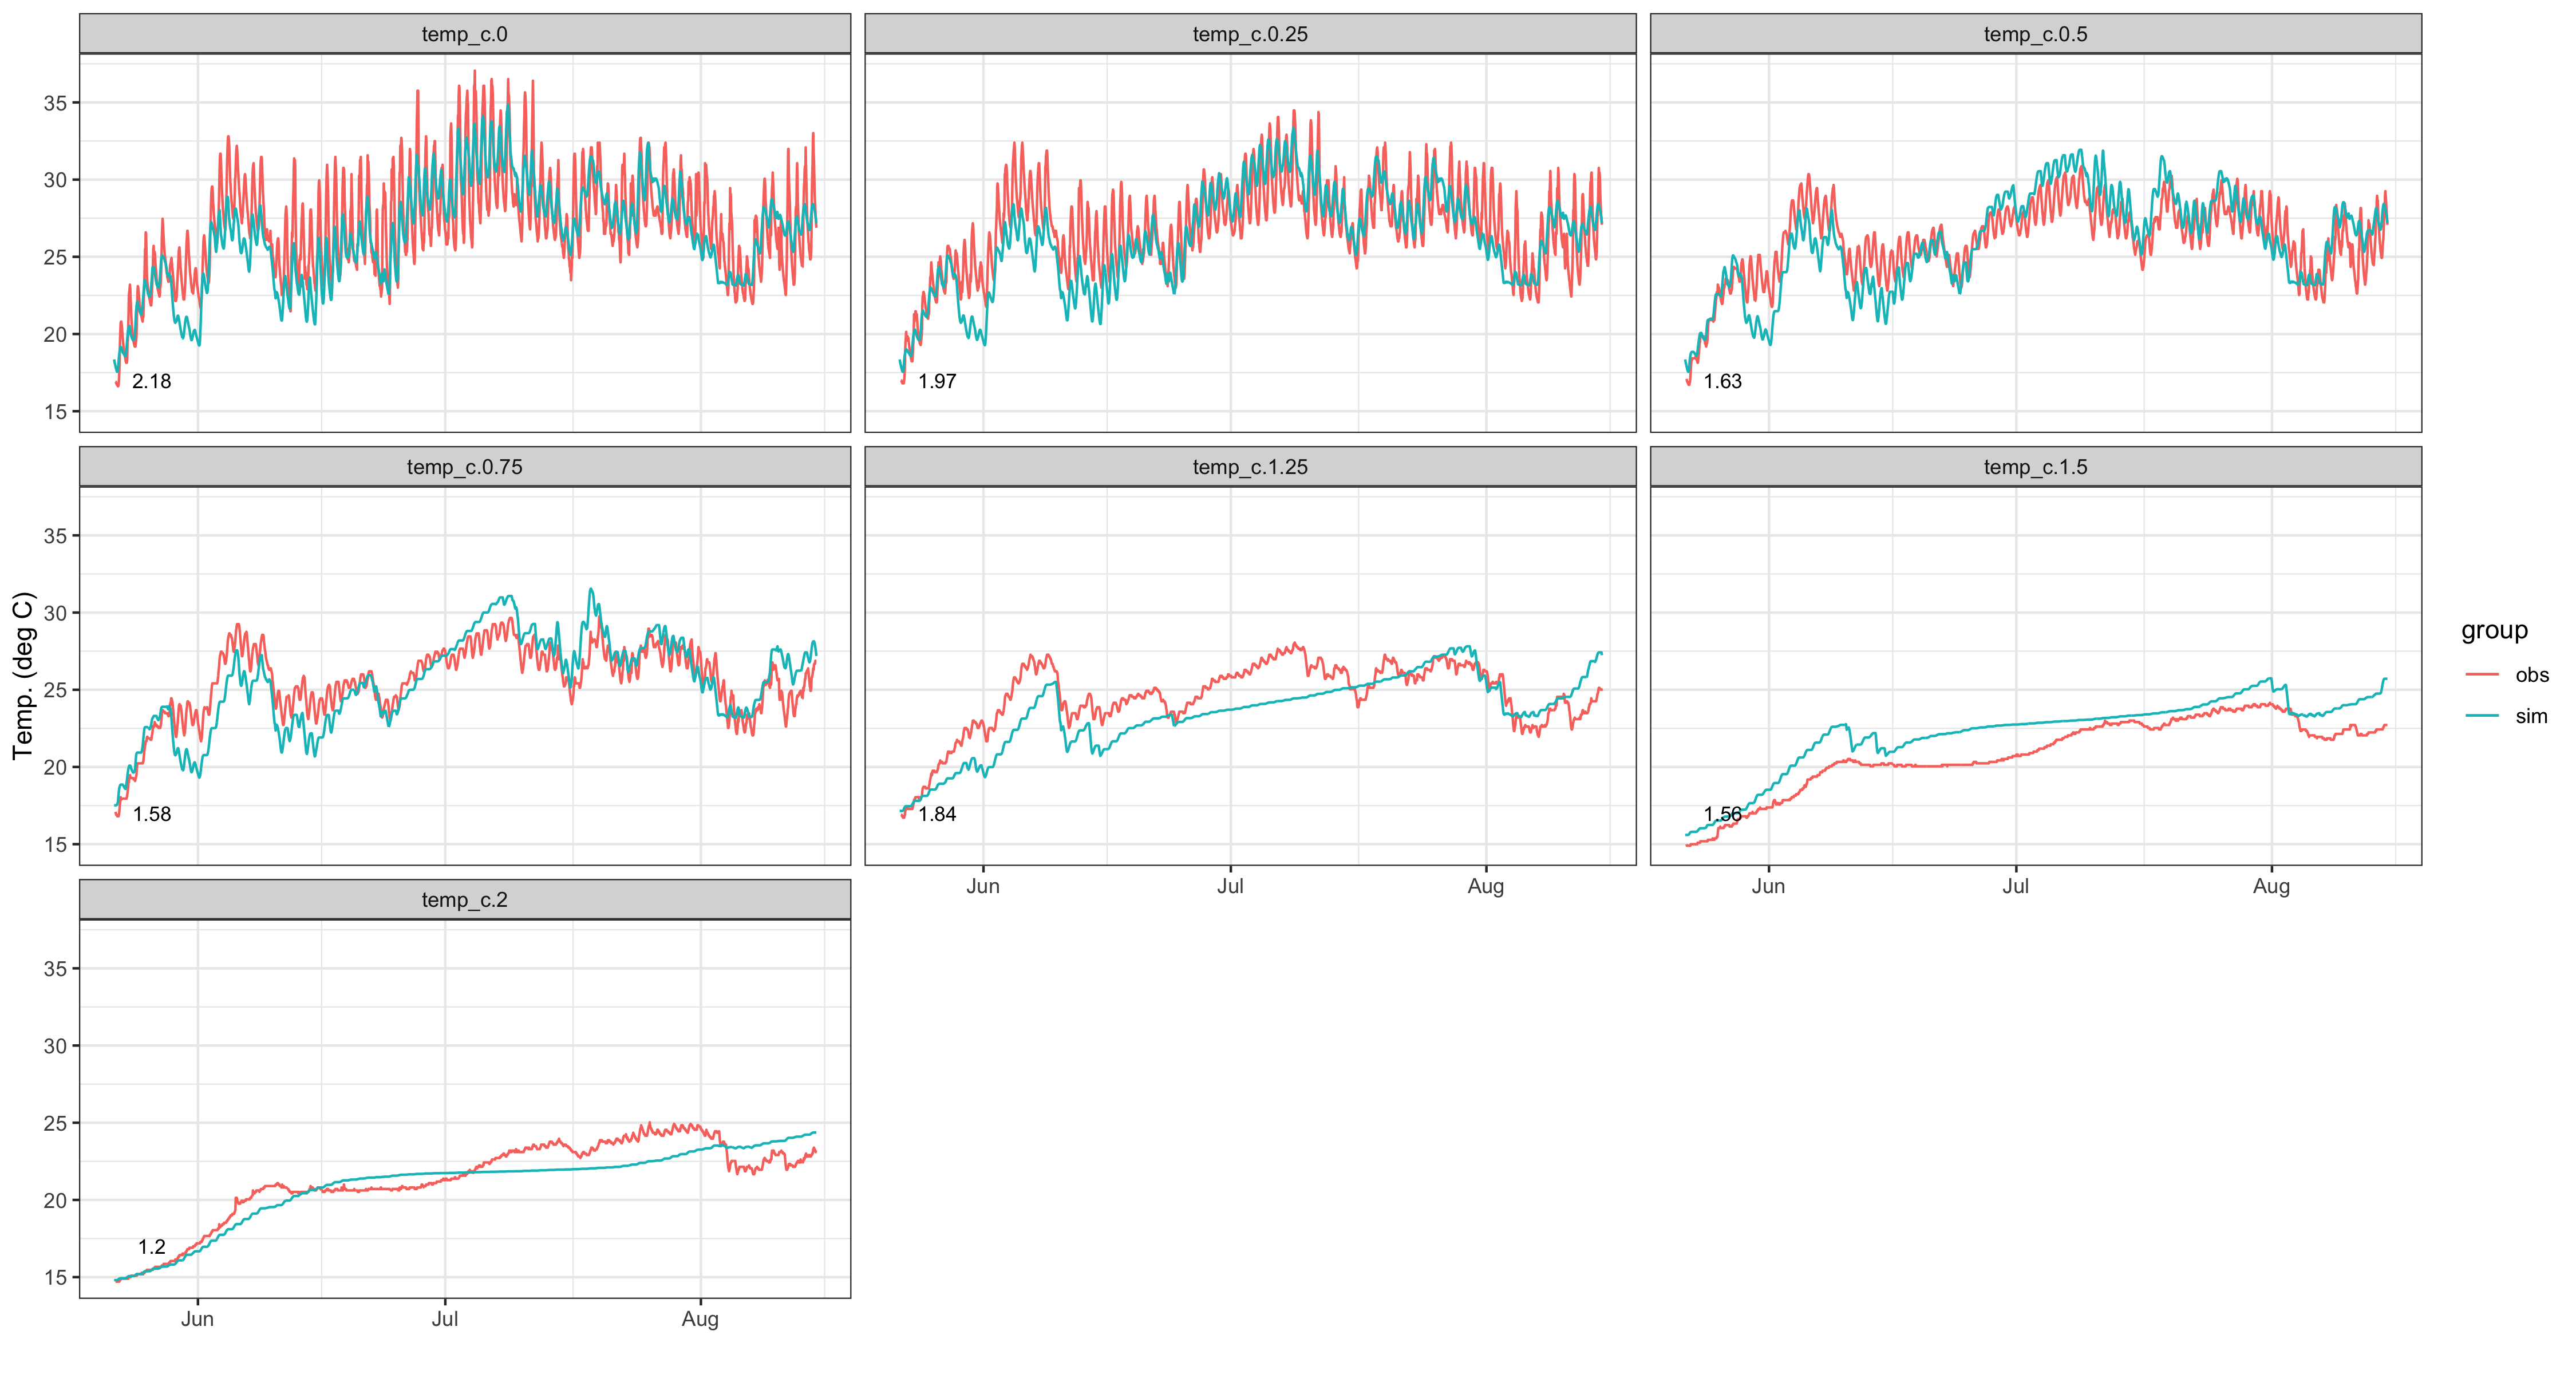 temp_c.0
temp_c.0.25
temp_c.0.5
35
30
25
20
15
2.18
1.97
1.63
temp_c.0.75
temp_c.1.25
temp_c.1.5
35
30
25
20
15
1.58
1.84
1.56
Jun
Jul
Aug
Jun
Jul
Aug
temp_c.2
35
30
25
20
15
1.2
Jun
Jul
Aug
Temp. (deg C)
group
obs
sim